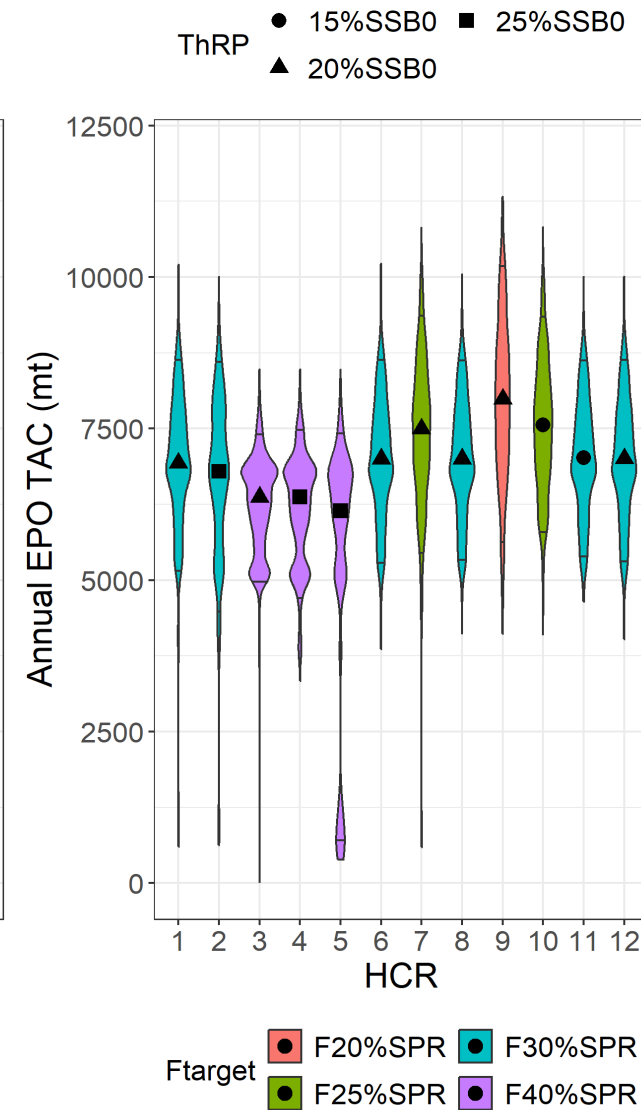 ThRP
15%SSB0
25%SSB0
20%SSB0
Annual EPO TAC (mt)
12500
10000
7500
5000
2500
0
1 2 3 4 5 6 7 8 9 10 11 12
HCR
Ftarget
F20%SPR
F30%SPR
F25%SPR
F40%SPR